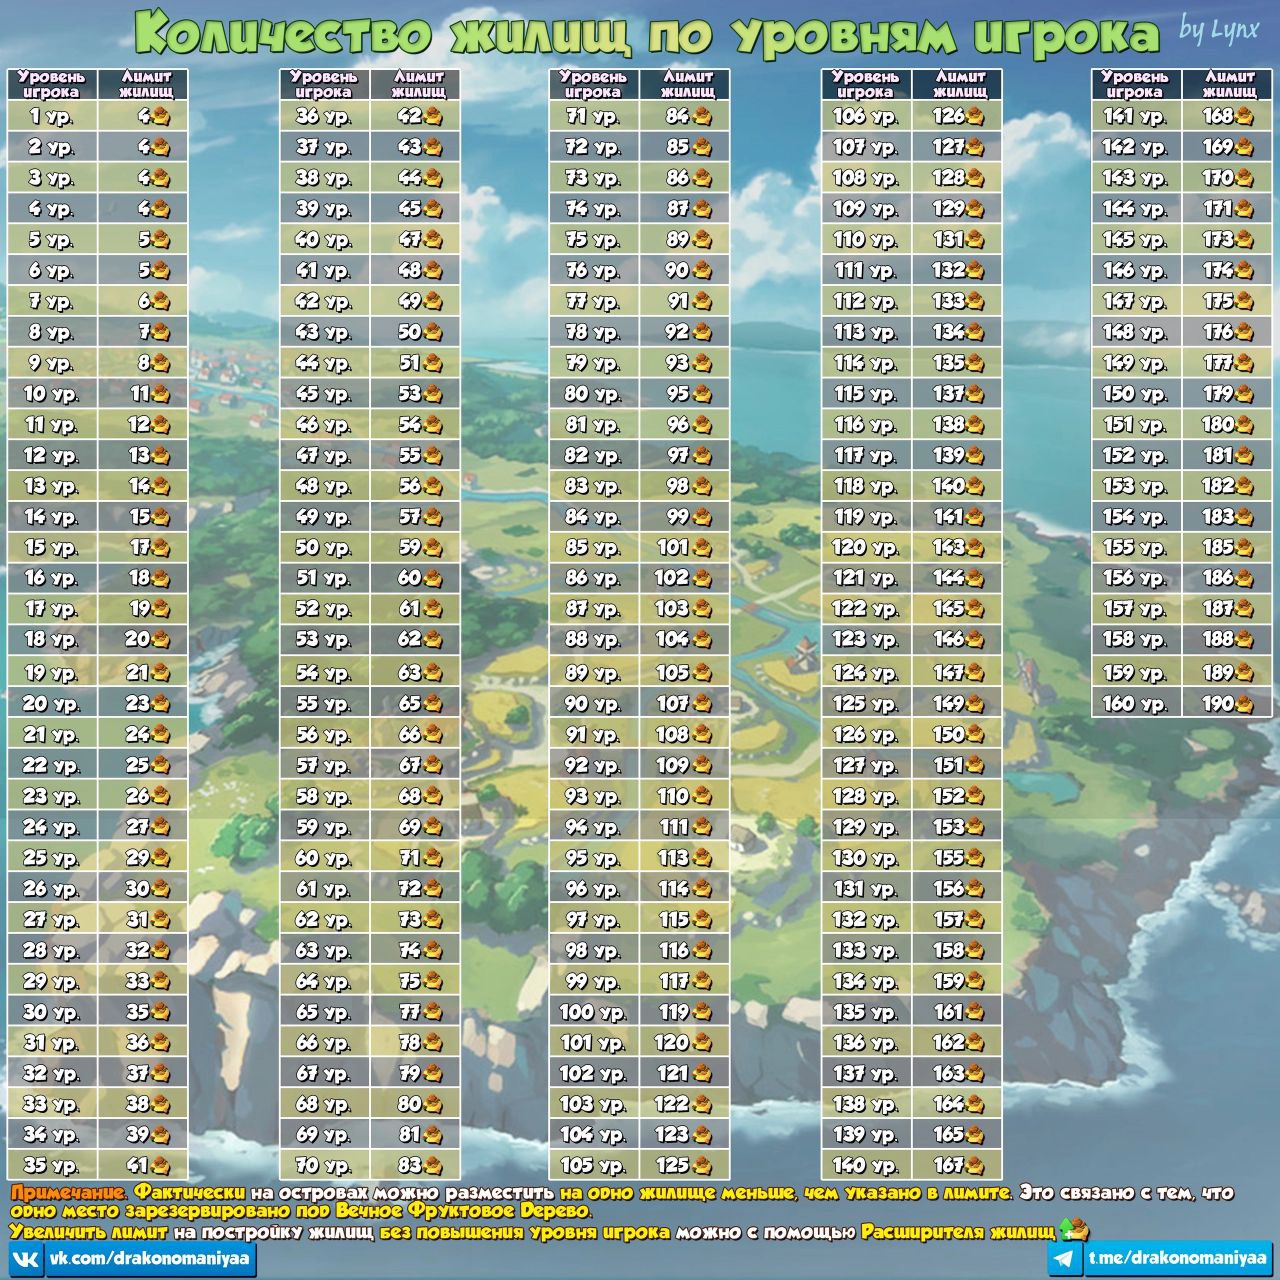 Количество жилищ по уровням игрока
by Lynx
Уровень игрока Лимит жилищ
1 ур. 4
2 ур. 4
3 ур. 4
4 ур. 4
5 ур. 5
6 ур. 5
7 ур. 6
8 ур. 7
9 ур. 8
10 ур. 11
11 ур. 12
12 ур. 13
13 ур. 14
14 ур. 15
15 ур. 17
16 ур. 18
17 ур. 19
18 ур. 20
19 ур. 21
20 ур. 23
21 ур. 24
22 ур. 25
23 ур. 26
24 ур. 27
25 ур. 29
26 ур. 30
27 ур. 31
28 ур. 32
29 ур. 33
30 ур. 35
31 ур. 36
32 ур. 37
33 ур. 38
34 ур. 39
35 ур. 41
Уровень игрока Лимит жилищ
36 ур. 42
37 ур. 43
38 ур. 44
39 ур. 45
40 ур. 47
41 ур. 48
42 ур. 49
43 ур. 50
44 ур. 51
45 ур. 53
46 ур. 54
47 ур. 55
48 ур. 56
49 ур. 57
50 ур. 59
51 ур. 60
52 ур. 61
53 ур. 62
54 ур. 63
55 ур. 65
56 ур. 66
57 ур. 67
58 ур. 68
59 ур. 69
60 ур. 71
61 ур. 72
62 ур. 73
63 ур. 74
64 ур. 75
65 ур. 77
66 ур. 78
67 ур. 79
68 ур. 80
69 ур. 81
70 ур. 83
Уровень игрока Лимит жилищ
71 ур. 84
72 ур. 85
73 ур. 86
74 ур. 87
75 ур. 89
76 ур. 90
77 ур. 91
78 ур. 92
79 ур. 93
80 ур. 95
81 ур. 96
82 ур. 97
83 ур. 98
84 ур. 99
85 ур. 101
86 ур. 102
87 ур. 103
88 ур. 104
89 ур. 105
90 ур. 107
91 ур. 108
92 ур. 109
93 ур. 110
94 ур. 111
95 ур. 113
96 ур. 114
97 ур. 115
98 ур. 116
99 ур. 117
100 ур. 119
101 ур. 120
102 ур. 121
103 ур. 122
104 ур. 123
105 ур. 125
Уровень игрока Лимит жилищ
106 ур. 126
107 ур. 127
108 ур. 128
109 ур. 129
110 ур. 131
111 ур. 132
112 ур. 133
113 ур. 134
114 ур. 135
115 ур. 137
116 ур. 138
117 ур. 139
118 ур. 140
119 ур. 141
120 ур. 143
121 ур. 144
122 ур. 145
123 ур. 146
124 ур. 147
125 ур. 149
126 ур. 150
127 ур. 151
128 ур. 152
129 ур. 153
130 ур. 155
131 ур. 156
132 ур. 157
133 ур. 158
134 ур. 159
135 ур. 161
136 ур. 162
137 ур. 163
138 ур. 164
139 ур. 165
140 ур. 167
Уровень игрока Лимит жилищ
141 ур. 168
142 ур. 169
143 ур. 170
144 ур. 171
145 ур. 173
146 ур. 174
147 ур. 175
148 ур. 176
149 ур. 177
150 ур. 179
151 ур. 180
152 ур. 181
153 ур. 182
154 ур. 183
155 ур. 185
156 ур. 186
157 ур. 187
158 ур. 188
159 ур. 189
160 ур. 190
Примечание. Фактически на островах можно разместить на одно жилище меньше, чем указано в лимите. Это связано с тем, что
одно место зарезервировано под Вечное Фруктовое Дерево.
Увеличить лимит на постройку жилищ без повышения уровня игрока можно с помощью Расширителя жилищ
vk.com/drakonomaniyaa
t.me/drakonomaniyaa